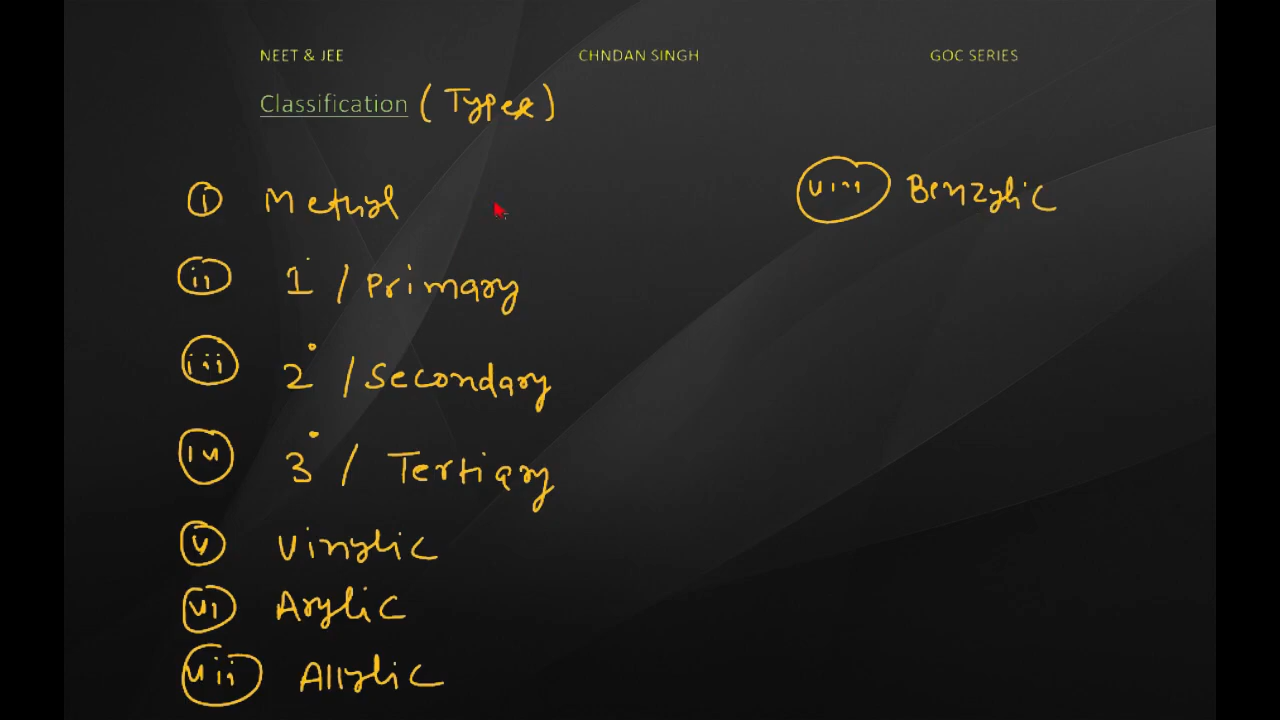 NEET & JEE CHNDAN SINGH GOC SERIES
Classification (Types)
i Methyl
ii 1° / Primary
iii 2° / Secondary
iv 3° / Tertiary
v Vinylic
vi Arylic
vii Allylic
viii Benzylic